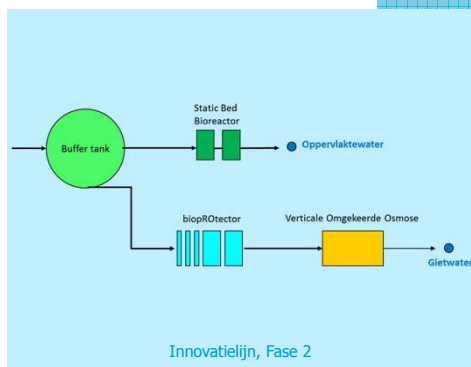 Static Bed
Bioreactor
Buffer tank
Oppervlaktewater
biopROtector
Verticale Omgekeerde Osmose
Gietwater
Innovatielijn, Fase 2